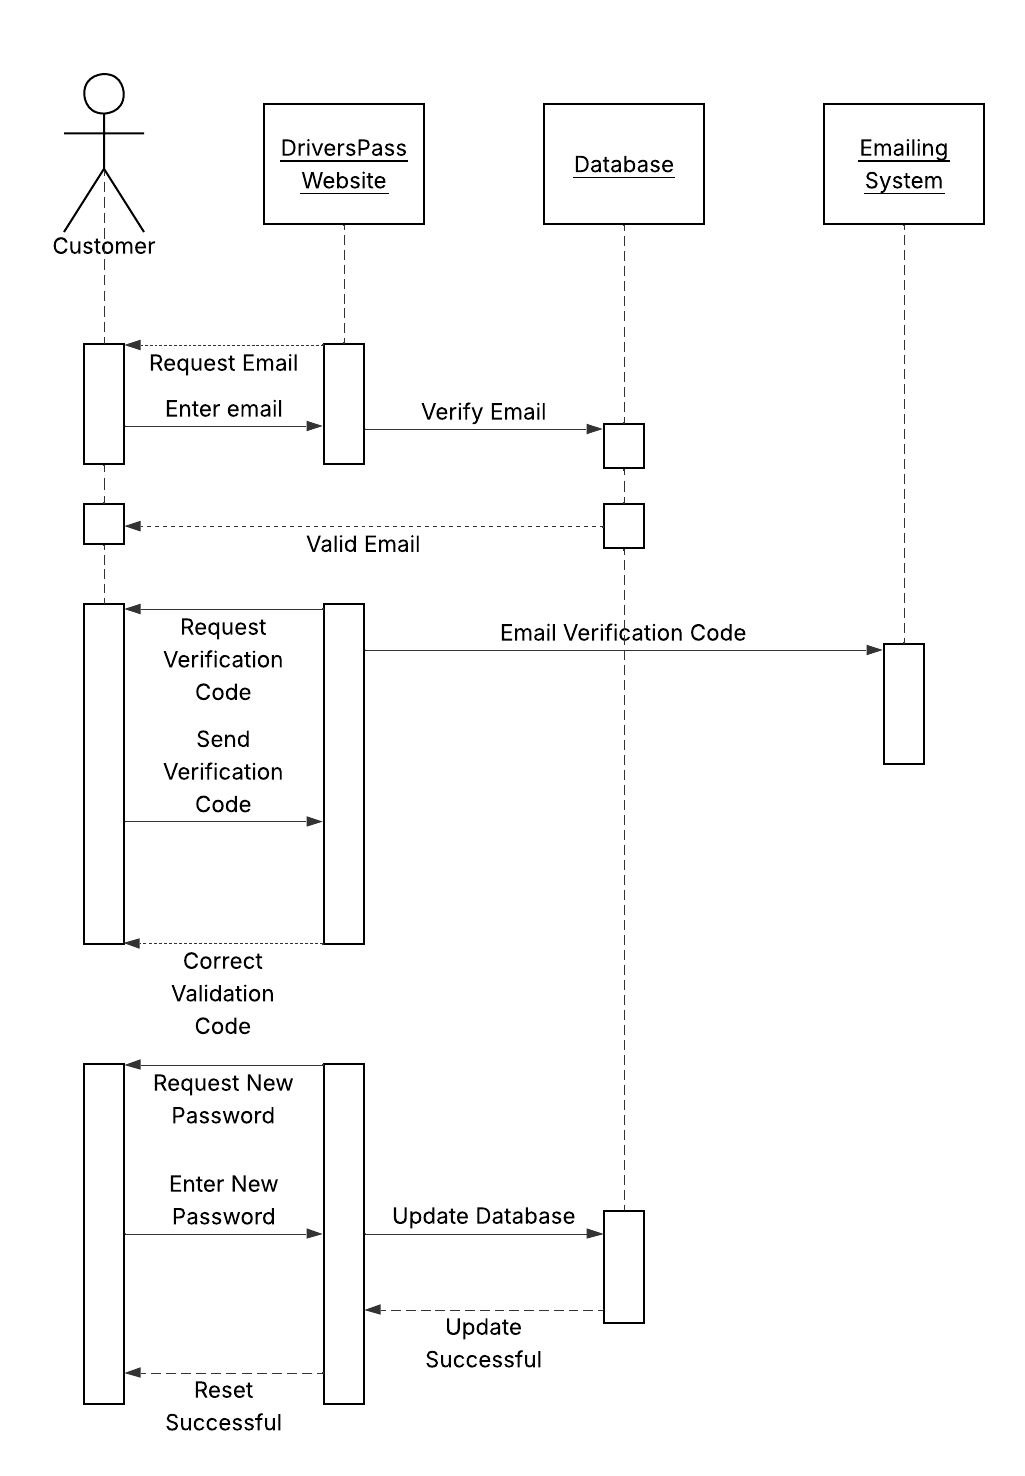 DriversPass
Website
Database
Emailing
System
Customer
Request Email
Enter email
Verify Email
Valid Email
Request
Verification
Code
Email Verification Code
Send
Verification
Code
Correct
Validation
Code
Request New
Password
Enter New
Password
Update Database
Update
Successful
Reset
Successful